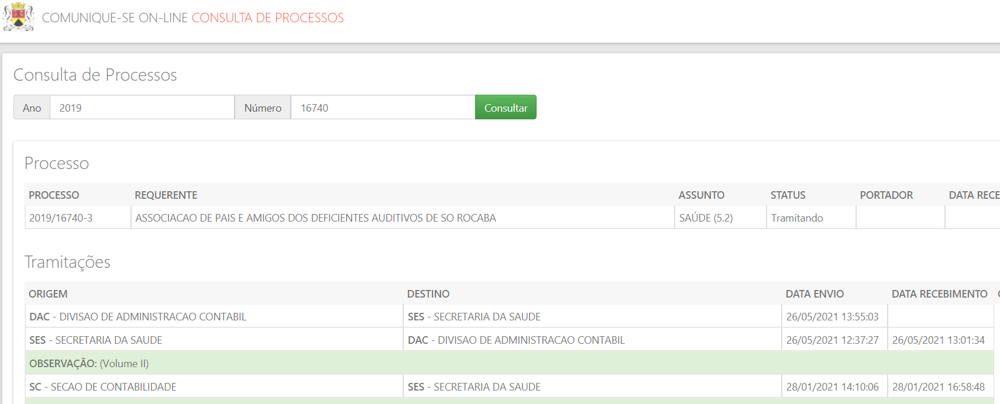 COMUNIQUE-SE ON-LINE CONSULTA DE PROCESSOS
Consulta de Processos
Ano 2019 Número 16740 Consultar
Processo
PROCESSO REQUERENTE ASSUNTO STATUS PORTADOR DATA RECE
2019/16740-3 ASSOCIACAO DE PAIS E AMIGOS DOS DEFICIENTES AUDITIVOS DE SO ROCABA SAÚDE (5.2) Tramitando
Tramitações
ORIGEM DESTINO DATA ENVIO DATA RECEBIMENTO
DAC - DIVISAO DE ADMINISTRACAO CONTABIL SES - SECRETARIA DA SAUDE 26/05/2021 13:55:03
SES - SECRETARIA DA SAUDE DAC - DIVISAO DE ADMINISTRACAO CONTABIL 26/05/2021 12:37:27 26/05/2021 13:01:34
OBSERVAÇÃO: (Volume II)
SC - SECAO DE CONTABILIDADE SES - SECRETARIA DA SAUDE 28/01/2021 14:10:06 28/01/2021 16:58:48